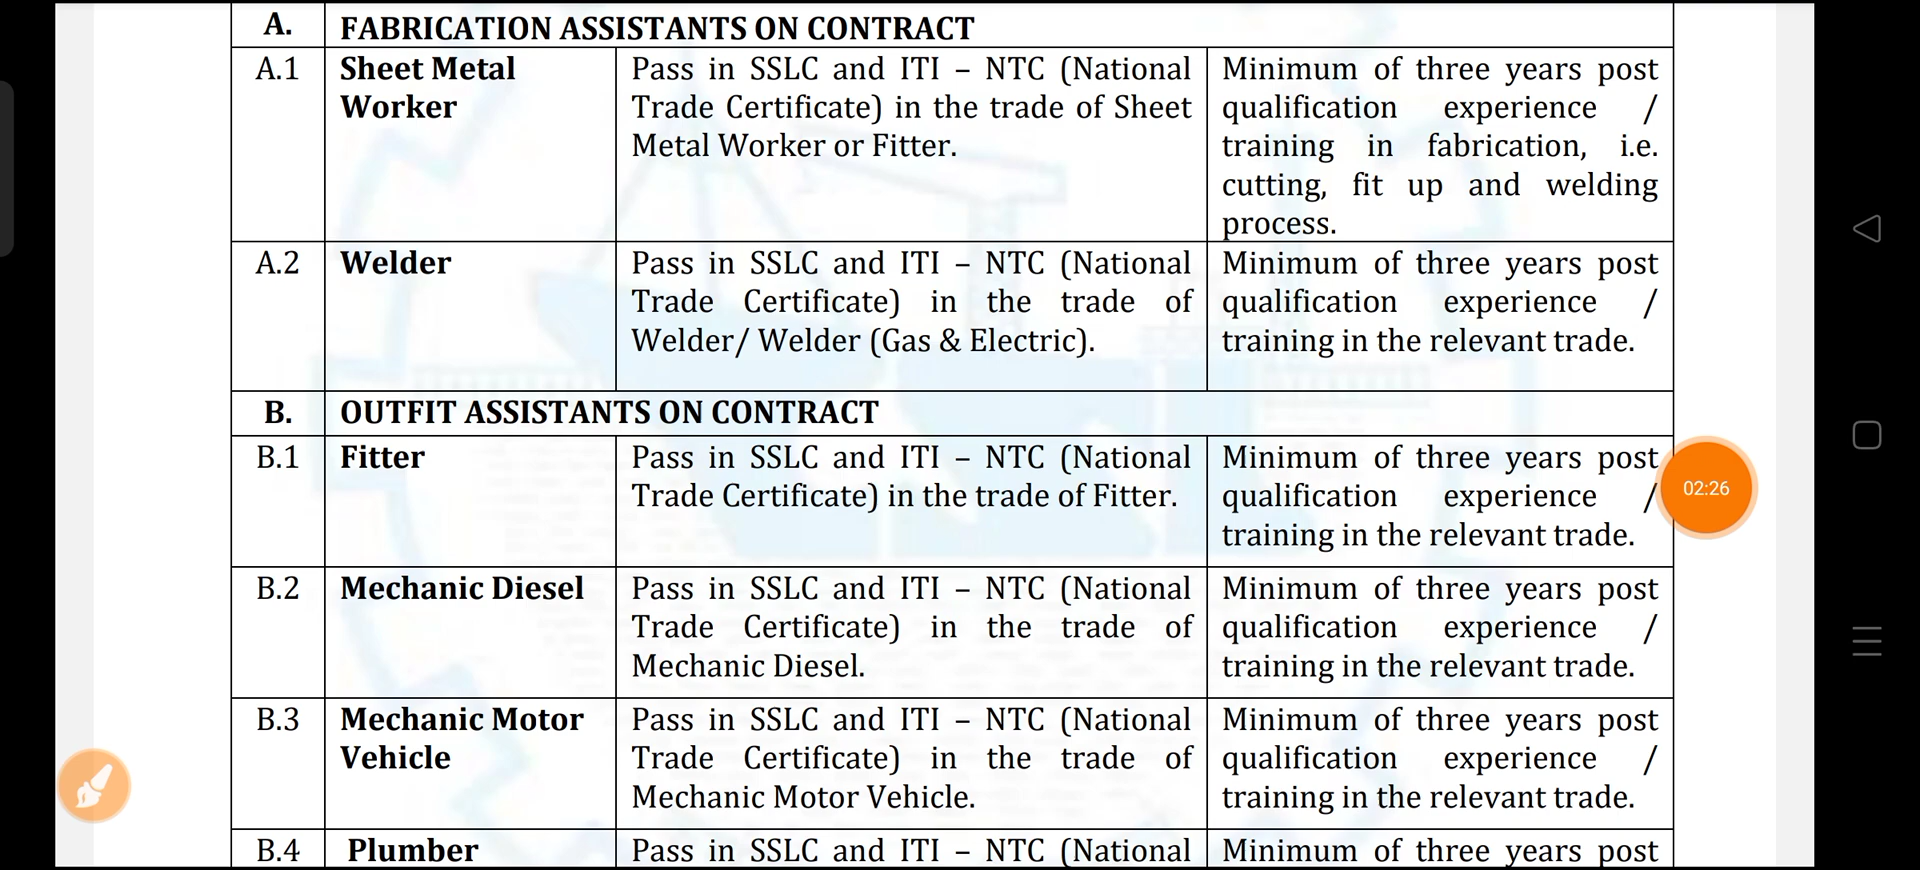 A. FABRICATION ASSISTANTS ON CONTRACT
A.1
Sheet Metal
Worker
Pass in SSLC and ITI – NTC (National
Trade Certificate) in the trade of Sheet
Metal Worker or Fitter.
Minimum of three years post
qualification experience /
training in fabrication, i.e.
cutting, fit up and welding
process.
A.2
Welder
Pass in SSLC and ITI – NTC (National
Trade Certificate) in the trade of
Welder/ Welder (Gas & Electric).
Minimum of three years post
qualification experience /
training in the relevant trade.
B. OUTFIT ASSISTANTS ON CONTRACT
B.1
Fitter
Pass in SSLC and ITI – NTC (National
Trade Certificate) in the trade of Fitter.
Minimum of three years post
qualification experience /
training in the relevant trade.
02:26
B.2
Mechanic Diesel
Pass in SSLC and ITI – NTC (National
Trade Certificate) in the trade of
Mechanic Diesel.
Minimum of three years post
qualification experience /
training in the relevant trade.
B.3
Mechanic Motor
Vehicle
Pass in SSLC and ITI – NTC (National
Trade Certificate) in the trade of
Mechanic Motor Vehicle.
Minimum of three years post
qualification experience /
training in the relevant trade.
B.4
Plumber
Pass in SSLC and ITI – NTC (National
Minimum of three years post